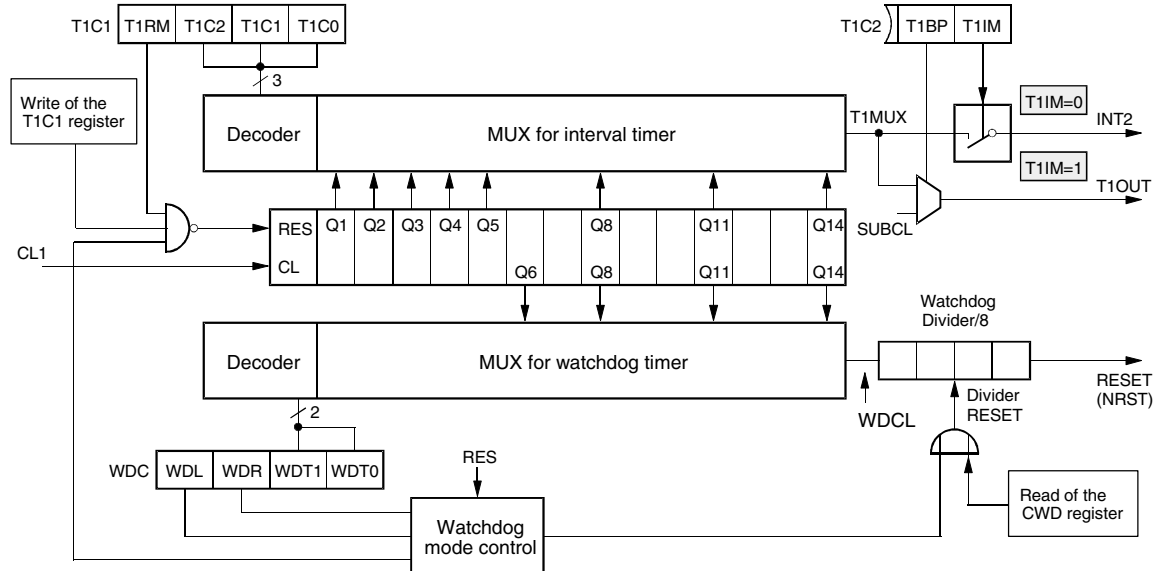 T1C1 T1RM T1C2 T1C1 T1C0
T1C2 T1BP T1IM
3
Write of the
T1C1 register
Decoder
MUX for interval timer
T1MUX
T1IM=0
INT2
T1IM=1
T1OUT
SUBCL
RES Q1 Q2 Q3 Q4 Q5 Q8 Q11 Q14
CL1
CL Q6 Q8 Q11 Q14
Watchdog
Divider/8
Decoder
MUX for watchdog timer
RESET
(NRST)
Divider
RESET
WDCL
2
WDC WDL WDR WDT1 WDT0
RES
Watchdog
mode control
Read of the
CWD register